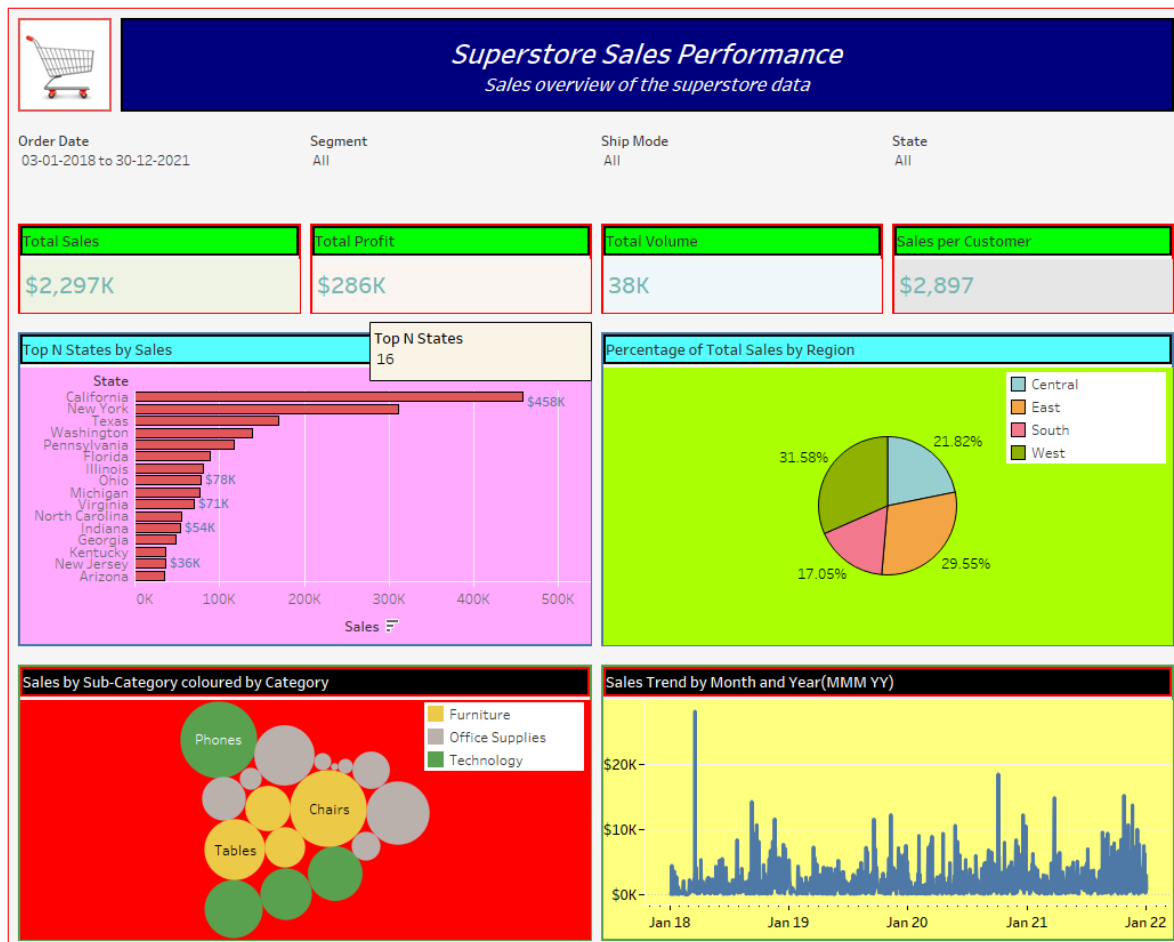 Superstore Sales Performance
Sales overview of the superstore data
Order Date
03-01-2018 to 30-12-2021
Segment
All
Ship Mode
All
State
All
Total Sales
$2,297K
Total Profit
$286K
Total Volume
38K
Sales per Customer
$2,897
Top N States by Sales
Top N States
16
State
California
$458K
New York
Texas
Washington
Pennsylvania
Florida
Illinois
Ohio
$78K
Michigan
Virginia
$71K
North Carolina
Indiana
$54K
Georgia
Kentucky
New Jersey
$36K
Arizona
0K 100K 200K 300K 400K 500K
Sales
Percentage of Total Sales by Region
Central
East
South
West
21.82%
31.58%
29.55%
17.05%
Sales by Sub-Category coloured by Category
Furniture
Office Supplies
Technology
Phones
Chairs
Tables
Sales Trend by Month and Year(MMM YY)
$20K
$10K
$0K
Jan 18 Jan 19 Jan 20 Jan 21 Jan 22